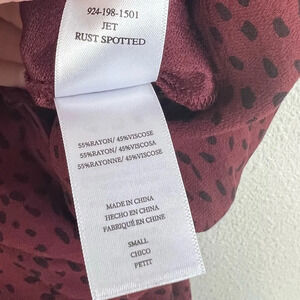 924-198-1501
JET
RUST SPOTTED
55%RAYON/ 45%VISCOSE
55%RAYON/ 45%VISCOSA
55%RAYONNE/ 45%VISCOSE
MADE IN CHINA
HECHO EN CHINA
FABRIQUÉ EN CHINE
SMALL
CHICO
PETIT